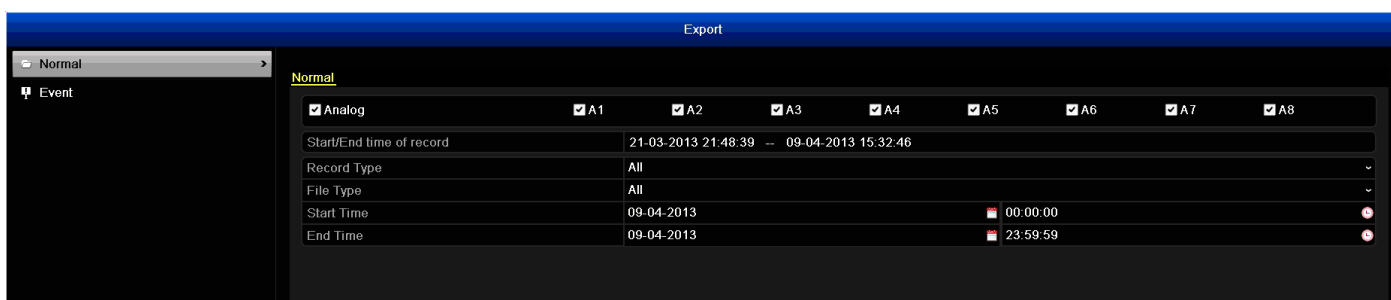 Export
Normal
Event
Normal
Analog A1 A2 A3 A4 A5 A6 A7 A8
Start/End time of record 21-03-2013 21:48:39 -- 09-04-2013 15:32:46
Record Type All
File Type All
Start Time 09-04-2013 00:00:00
End Time 09-04-2013 23:59:59